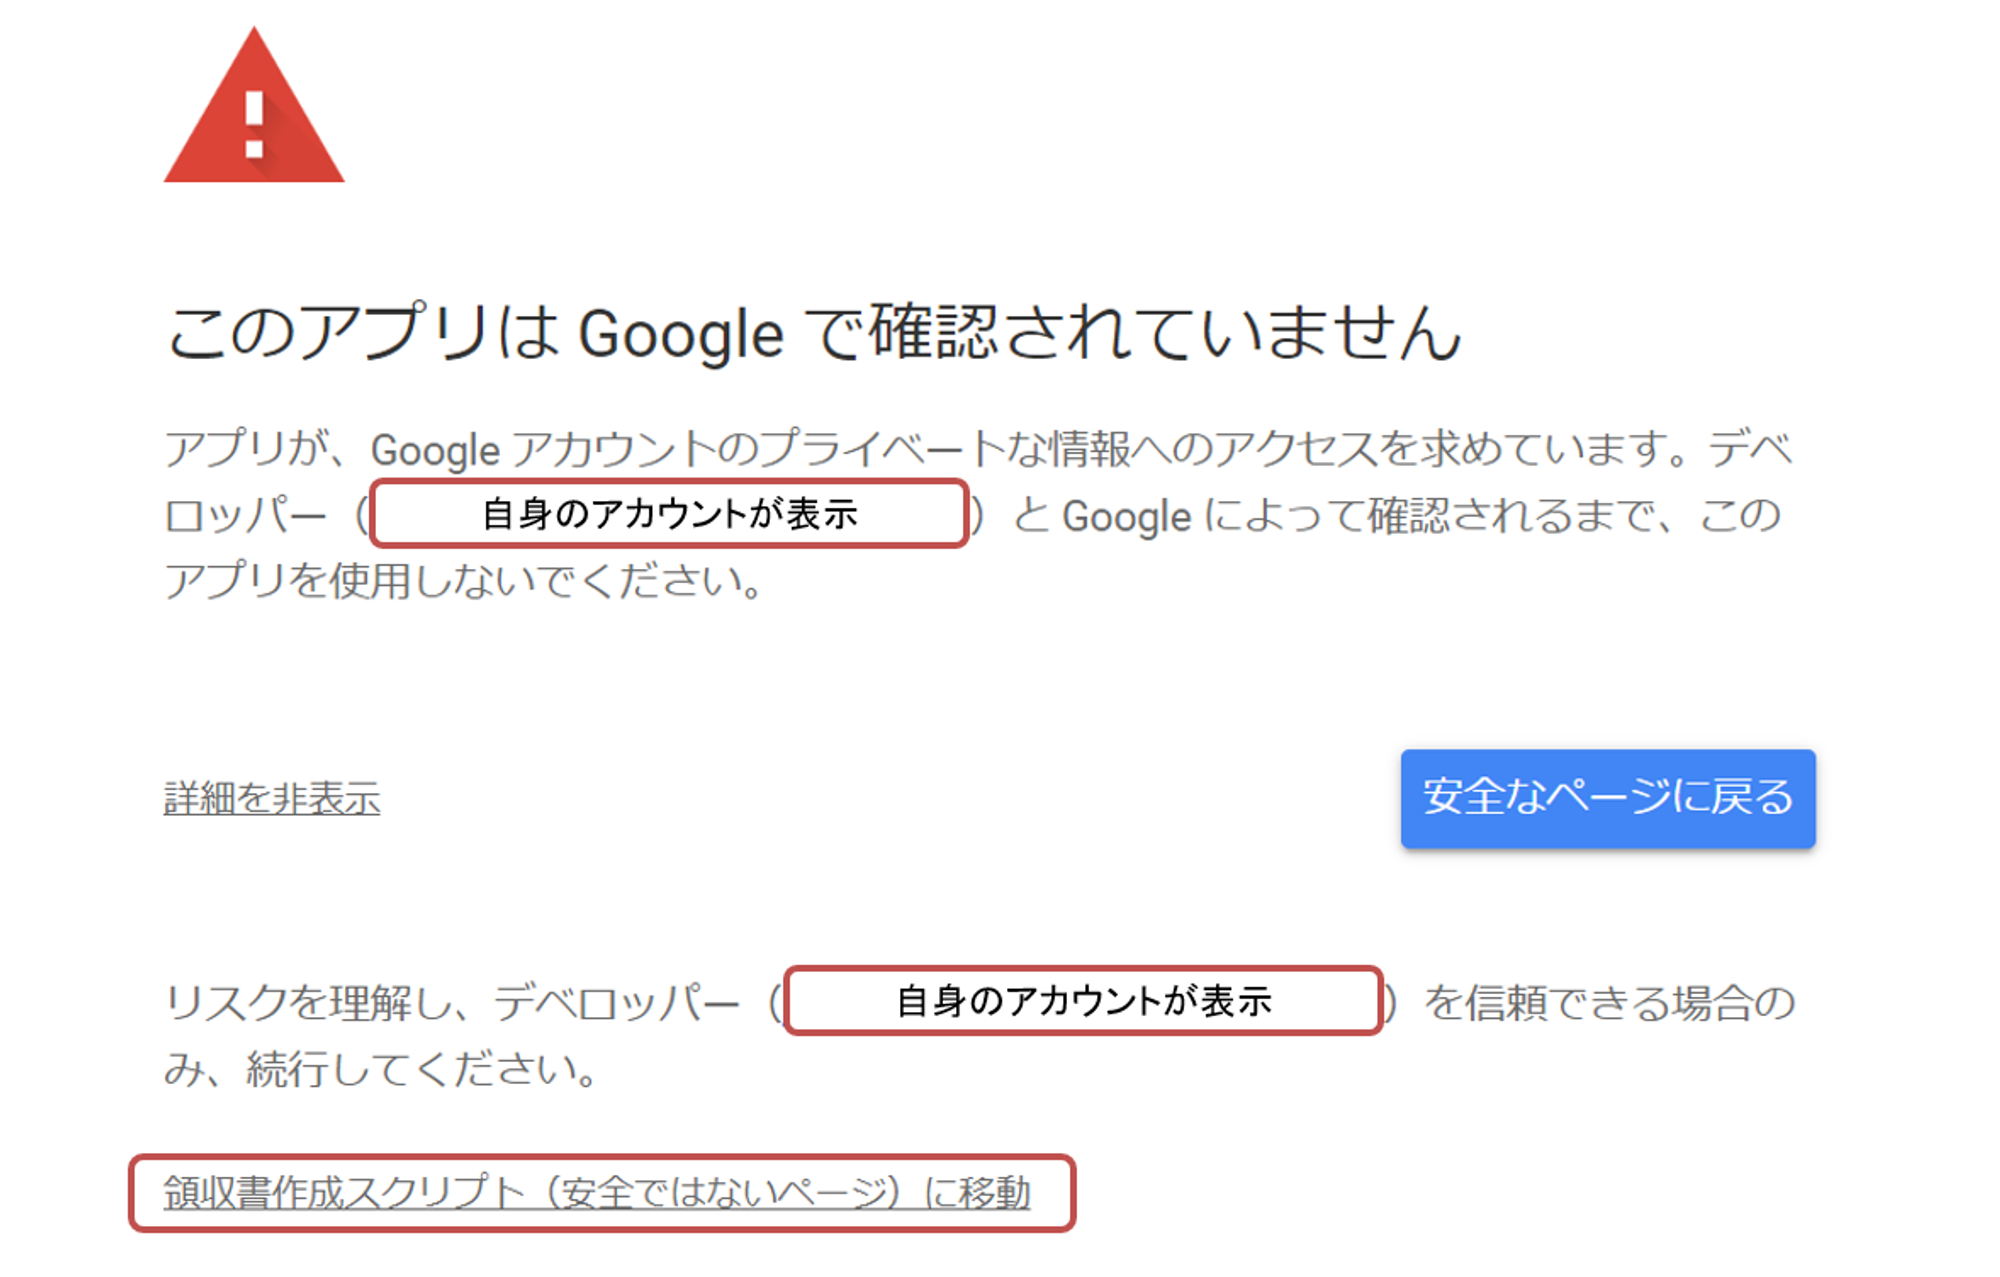 このアプリは Google で確認されていません
アプリが、Google アカウントのプライベートな情報へのアクセスを求めています。デベ
ロッパー（自身のアカウントが表示）と Google によって確認されるまで、この
アプリを使用しないでください。
詳細を非表示
安全なページに戻る
リスクを理解し、デベロッパー（自身のアカウントが表示）を信頼できる場合の
み、続行してください。
領収書作成スクリプト（安全ではないページ）に移動